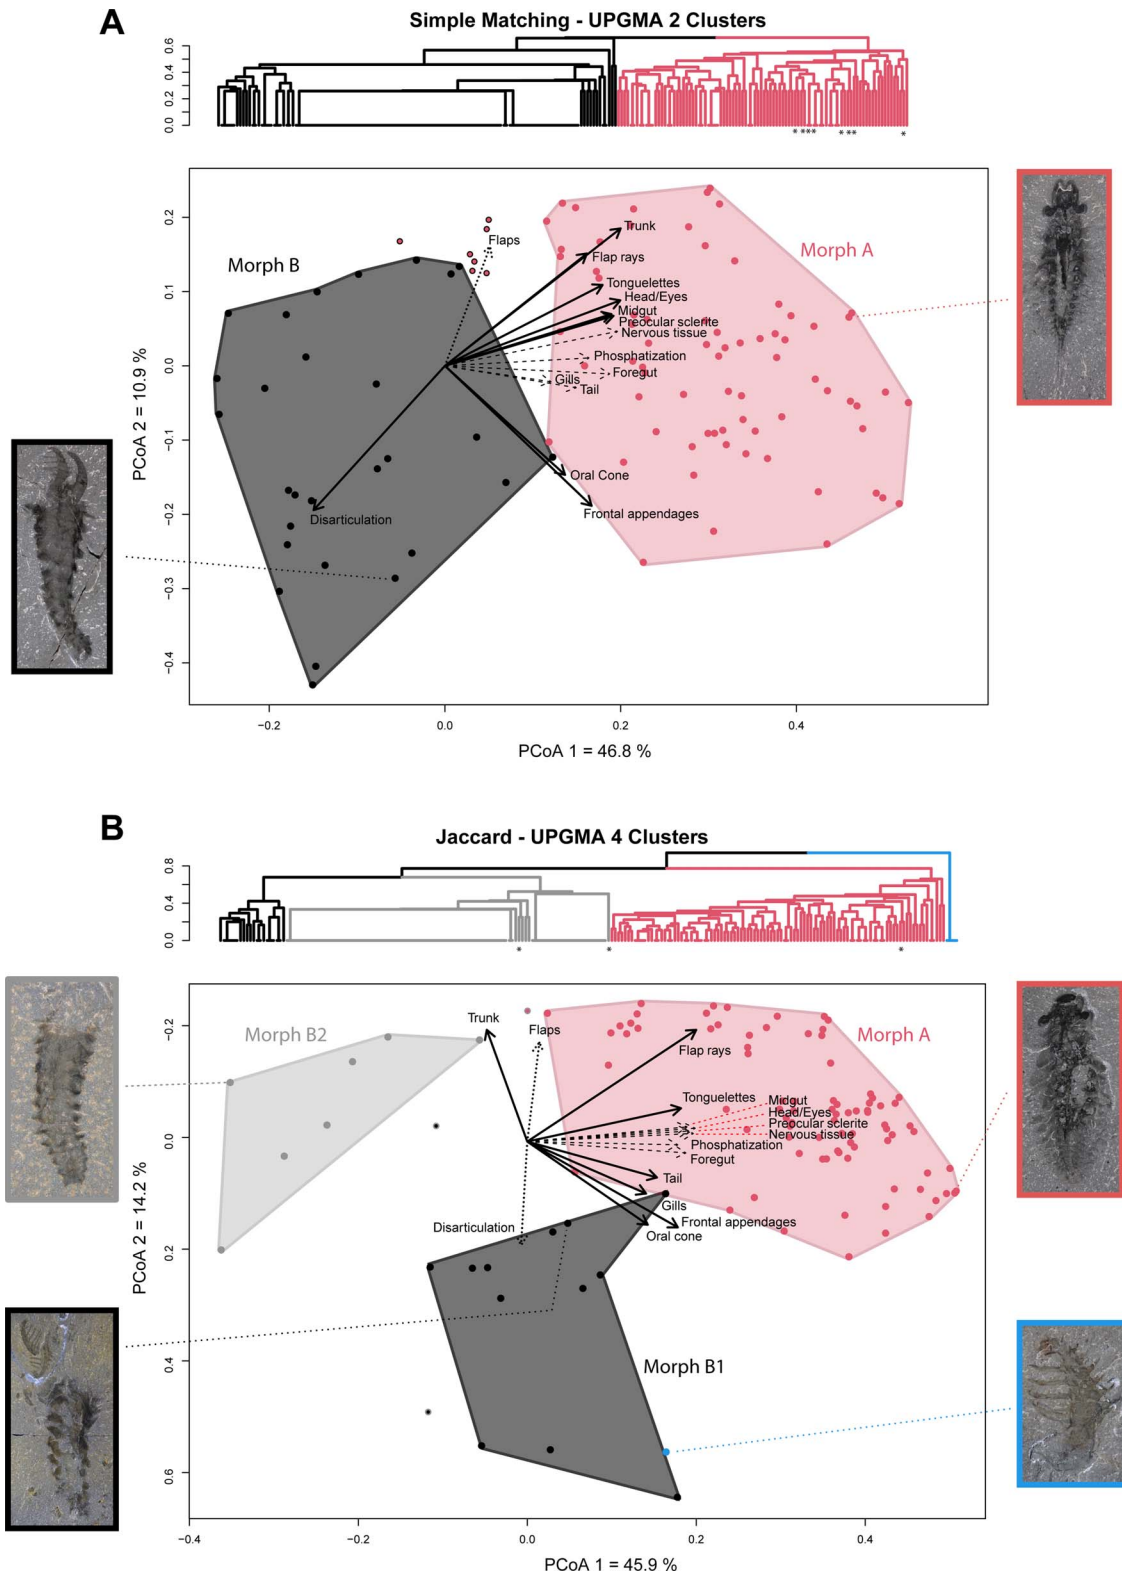 A
Simple Matching - UPGMA 2 Clusters
0.6
0.4
0.2
0.0
* *** * ** *
0.2
0.1
0.0
-0.1
-0.2
-0.3
-0.4
PCoA 2 = 10.9 %
Morph B
Morph A
Flaps
Trunk
Flap rays
Tonguelettes
Head/Eyes
Midgut
Preocular sclerite
Nervous tissue
Phosphatization
Foregut
Gills
Tail
Oral Cone
Frontal appendages
Disarticulation
-0.2 0.0 0.2 0.4
PCoA 1 = 46.8 %
B
Jaccard - UPGMA 4 Clusters
0.8
0.4
0.0
* * *
-0.2
0.0
0.2
0.4
0.6
PCoA 2 = 14.2 %
Morph B2
Trunk
Flaps
Morph A
Flap rays
Tonguelettes
Midgut
Head/Eyes
Preocular sclerite
Nervous tissue
Phosphatization
Foregut
Tail
Gills
Frontal appendages
Oral cone
Disarticulation
Morph B1
-0.4 -0.2 0.0 0.2 0.4
PCoA 1 = 45.9 %